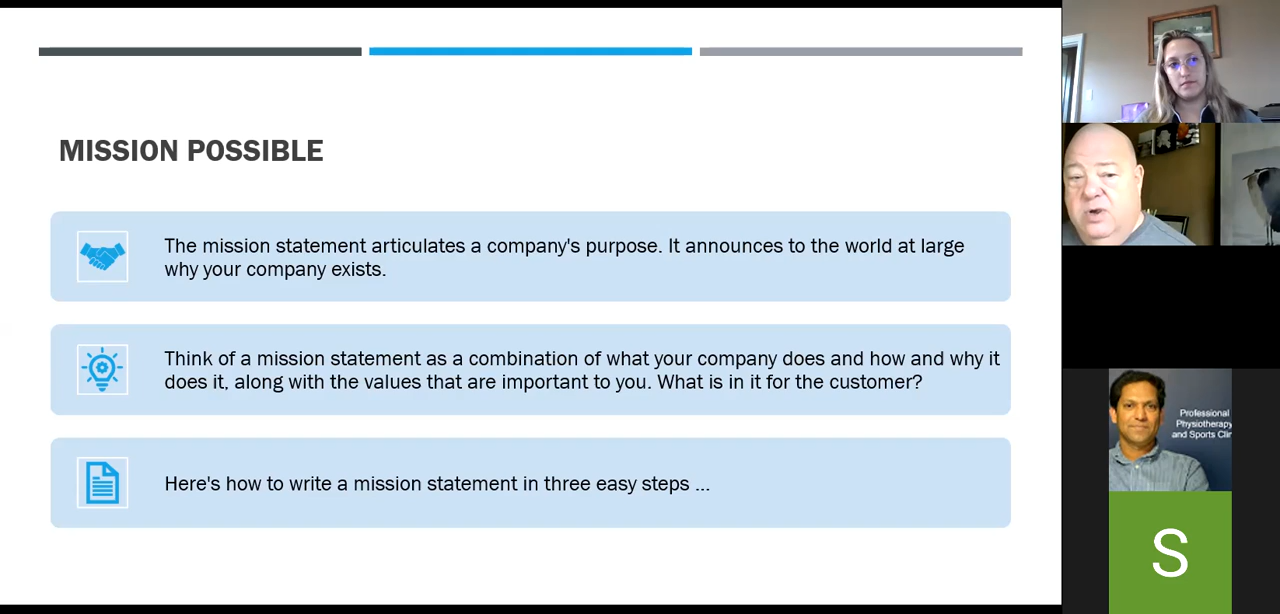 MISSION POSSIBLE
The mission statement articulates a company's purpose. It announces to the world at large
why your company exists.
Think of a mission statement as a combination of what your company does and how and why it
does it, along with the values that are important to you. What is in it for the customer?
Here's how to write a mission statement in three easy steps ...
Professional
Physiotherapy
and Sports Clin
S